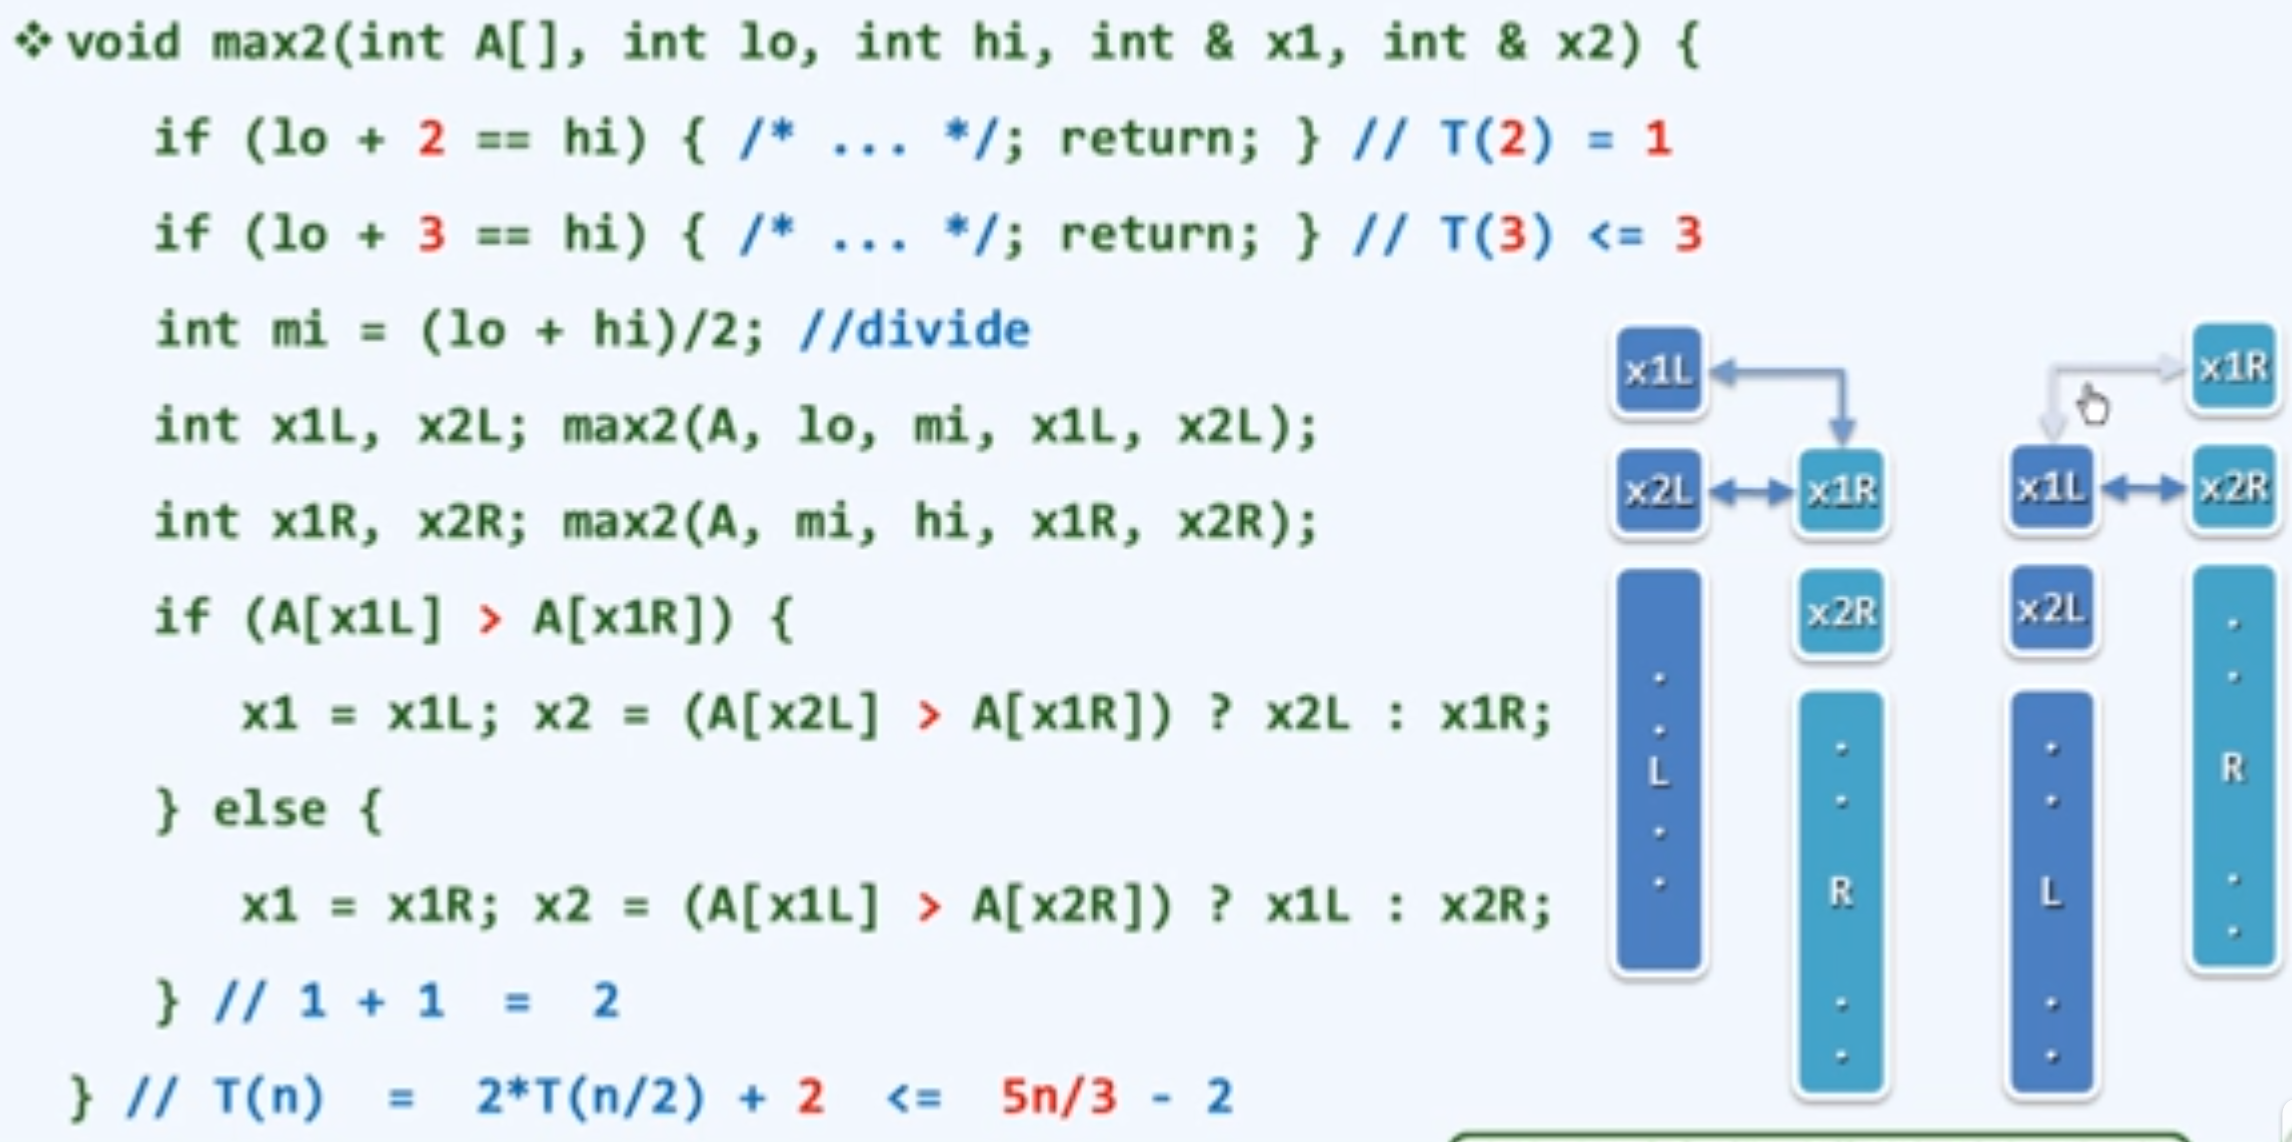 ❖ void max2(int A[], int lo, int hi, int & x1, int & x2) {
if (lo + 2 == hi) { /* ... */; return; } // T(2) = 1
if (lo + 3 == hi) { /* ... */; return; } // T(3) <= 3
int mi = (lo + hi)/2; //divide
int x1L, x2L; max2(A, lo, mi, x1L, x2L);
int x1R, x2R; max2(A, mi, hi, x1R, x2R);
if (A[x1L] > A[x1R]) {
x1 = x1L; x2 = (A[x2L] > A[x1R]) ? x2L : x1R;
} else {
x1 = x1R; x2 = (A[x1L] > A[x2R]) ? x1L : x2R;
} // 1 + 1 = 2
} // T(n) = 2*T(n/2) + 2 <= 5n/3 - 2
x1L
x2L
. . L . .
x1R
x2R
. . R . .
x1L
x2L
. . L . .
x1R
x2R
. . R . .